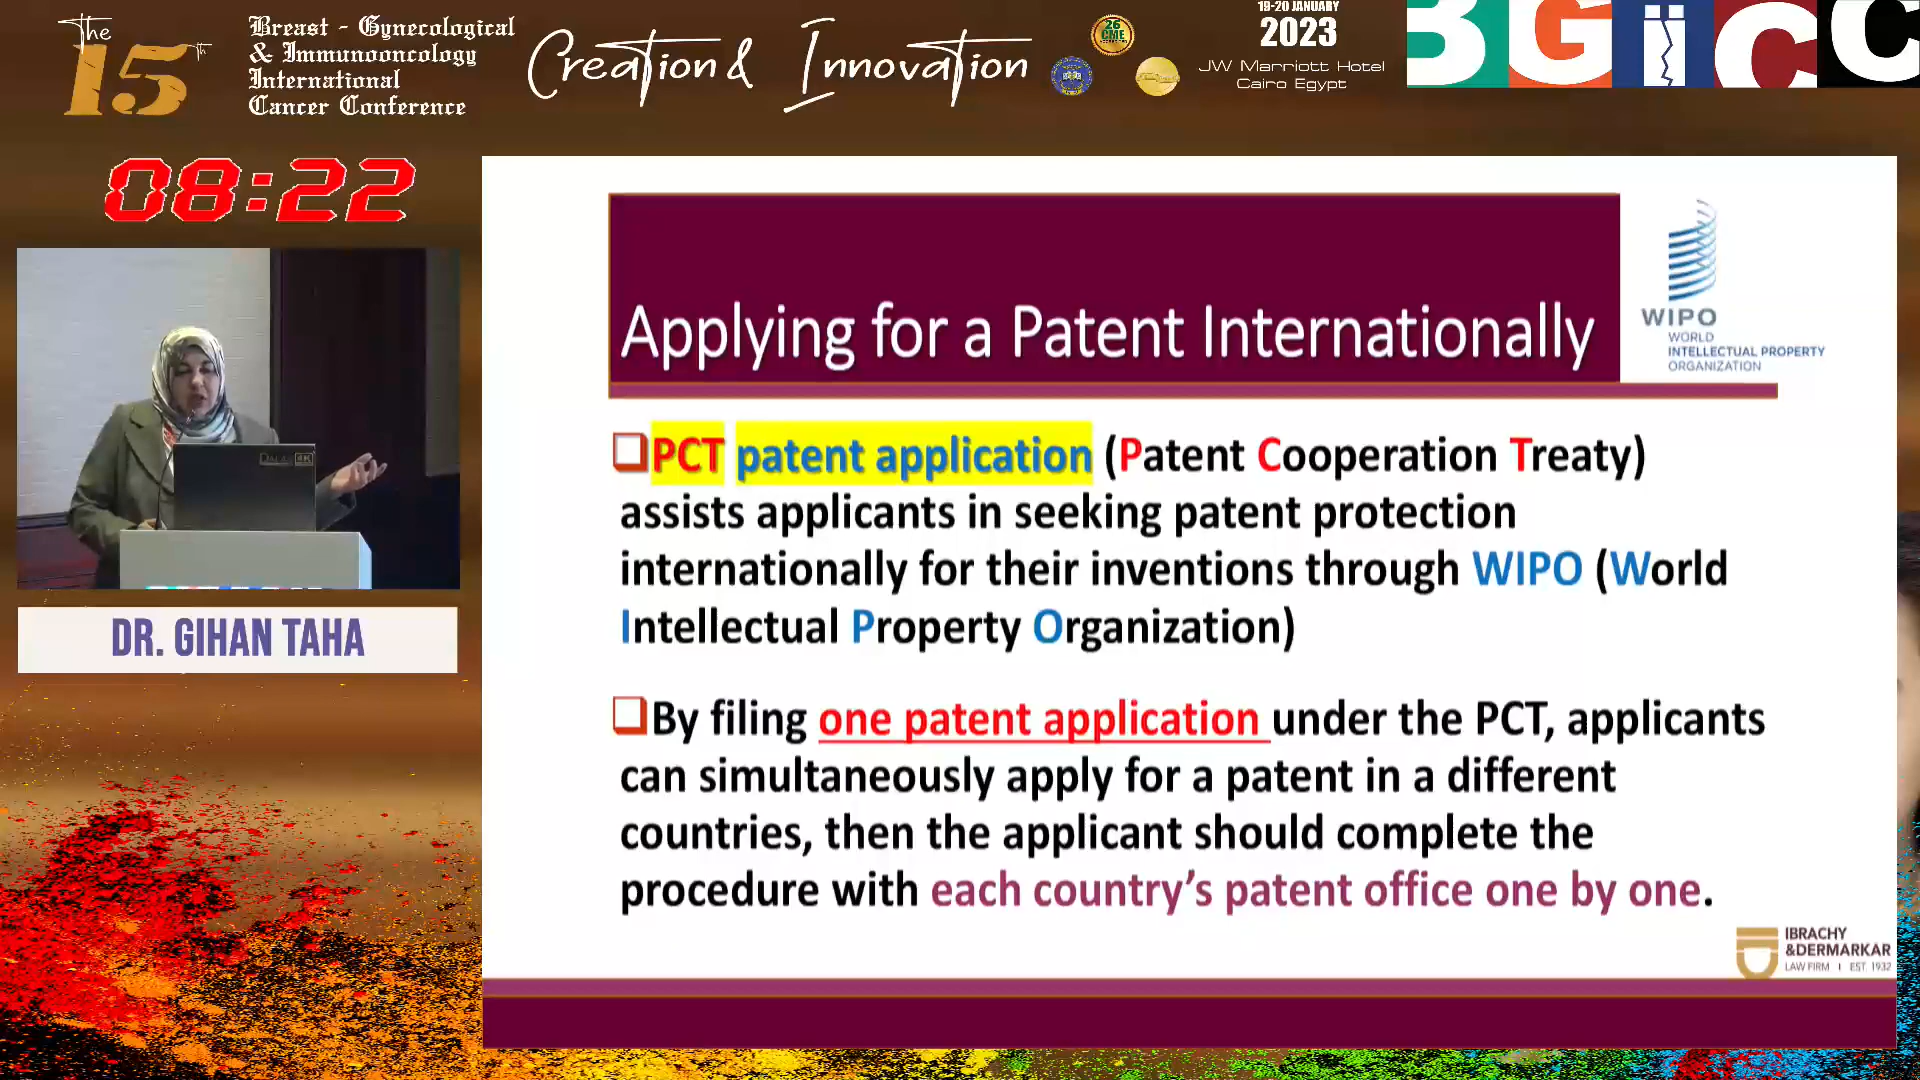 The
15th
Breast - Gynecological
& Immunooncology
International
Cancer Conference
Creation & Innovation
26
CME
19-20 JANUARY
2023
JW Marriott Hotel
Cairo Egypt
BGiCC
08:22
DR. GIHAN TAHA
Applying for a Patent Internationally
WIPO
WORLD
INTELLECTUAL PROPERTY
ORGANIZATION
PCT patent application (Patent Cooperation Treaty)
assists applicants in seeking patent protection
internationally for their inventions through WIPO (World
Intellectual Property Organization)
By filing one patent application under the PCT, applicants
can simultaneously apply for a patent in a different
countries, then the applicant should complete the
procedure with each country’s patent office one by one.
IBRACHY
&DERMARKAR
LAW FIRM | EST. 1932